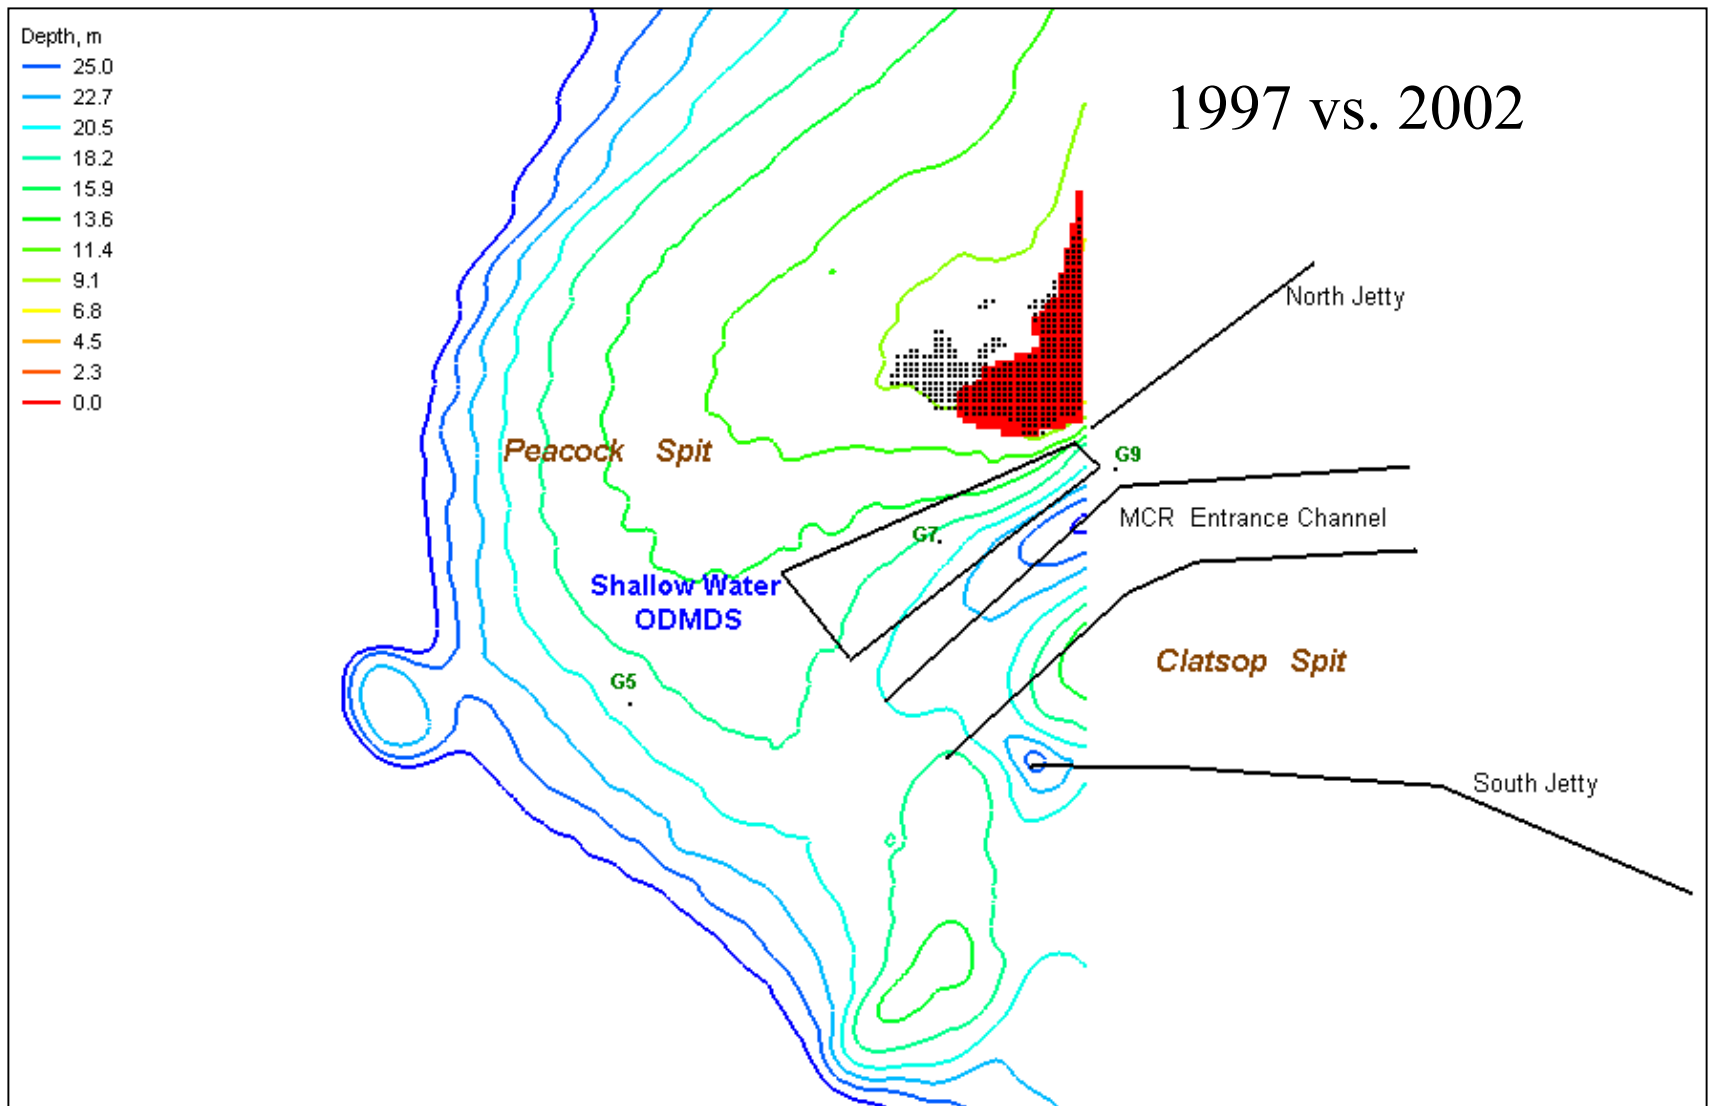 Depth, m
25.0
22.7
20.5
18.2
15.9
13.6
11.4
9.1
6.8
4.5
2.3
0.0
1997 vs. 2002
North Jetty
Peacock Spit
G9
MCR Entrance Channel
G7
Shallow Water
ODMDS
Clatsop Spit
G5
South Jetty